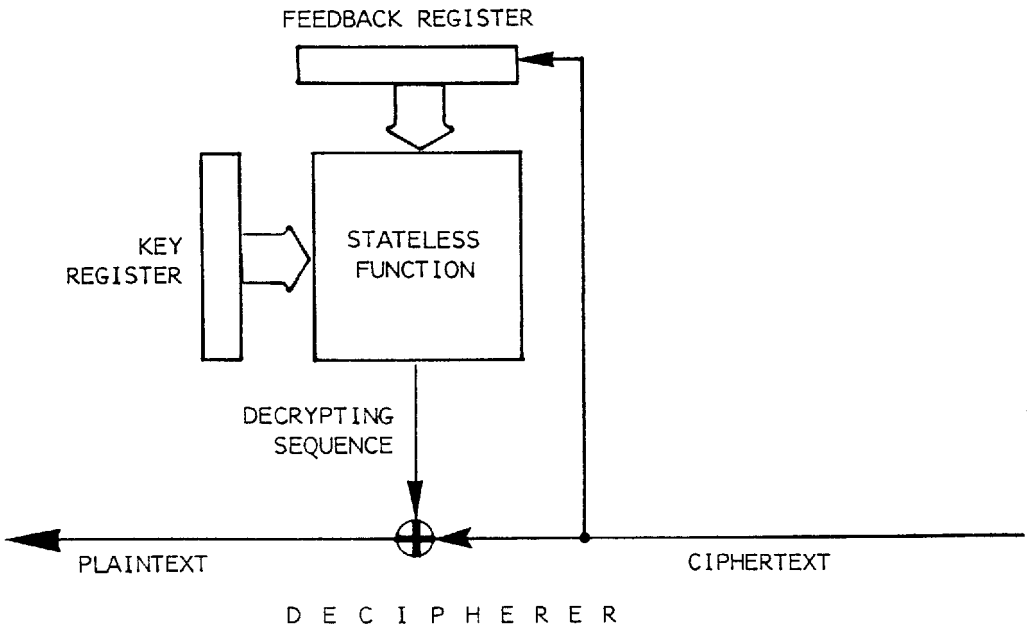 FEEDBACK REGISTER
KEY
REGISTER
STATELESS
FUNCTION
DECRYPTING
SEQUENCE
PLAINTEXT
CIPHERTEXT
D E C I P H E R E R